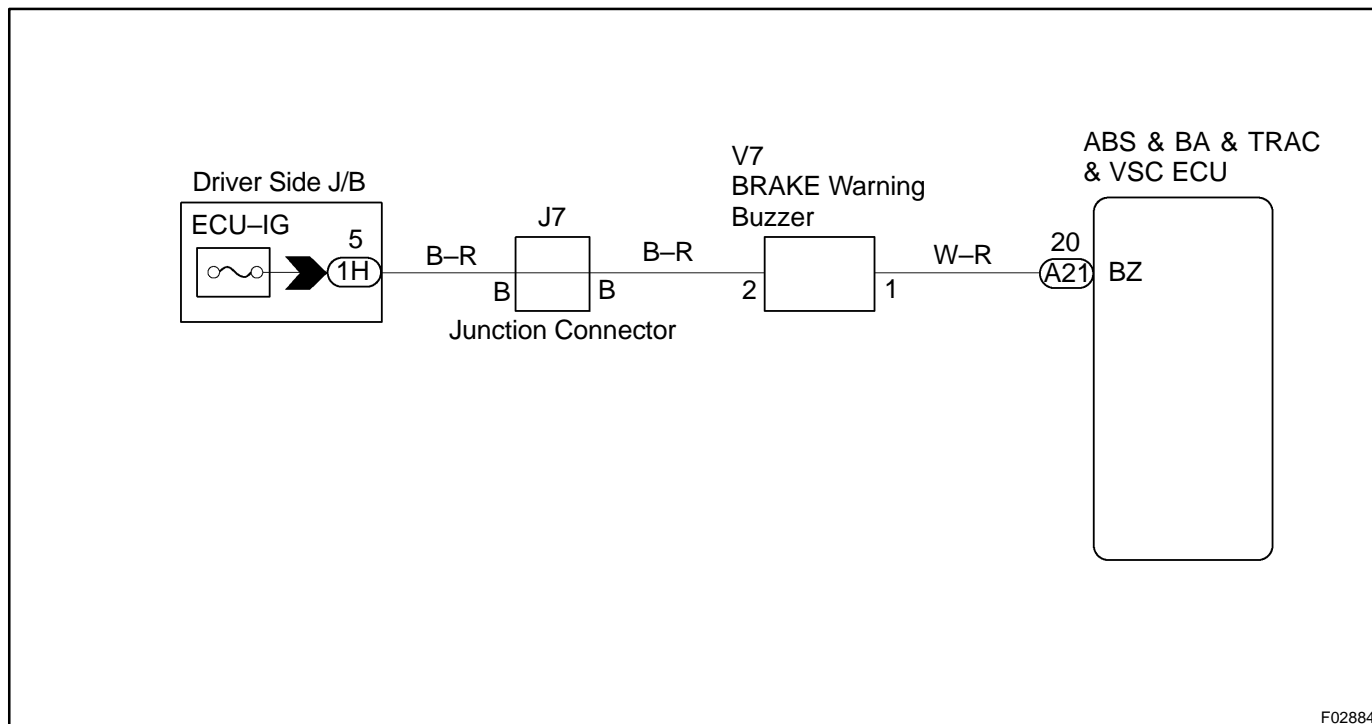 Driver Side J/B
ECU–IG
5
1H
B–R
J7
B
B
Junction Connector
B–R
V7
BRAKE Warning
Buzzer
2
1
W–R
20
A21
BZ
ABS & BA & TRAC
& VSC ECU
F02884